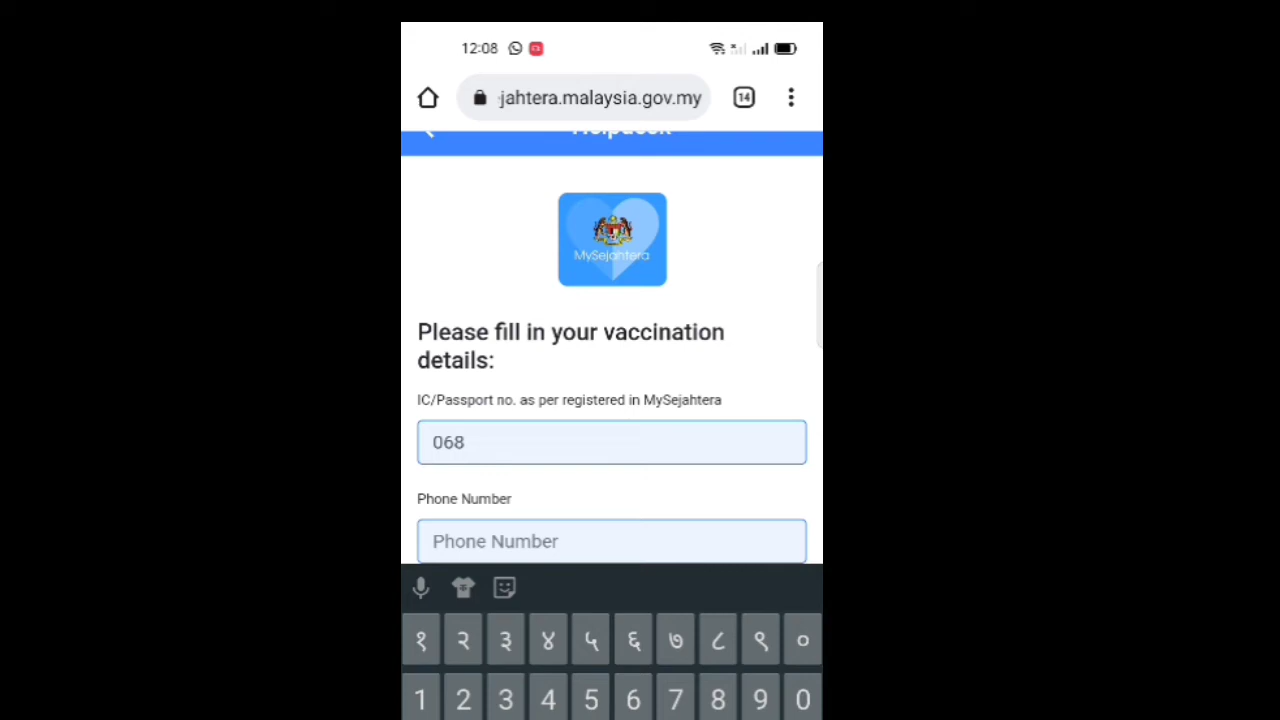 12:08
jahtera.malaysia.gov.my
14
Helpdesk
MySejahtera
Please fill in your vaccination
details:
IC/Passport no. as per registered in MySejahtera
068
Phone Number
Phone Number
१ २ ३ ४ ५ ६ ७ ८ ९ ०
1 2 3 4 5 6 7 8 9 0